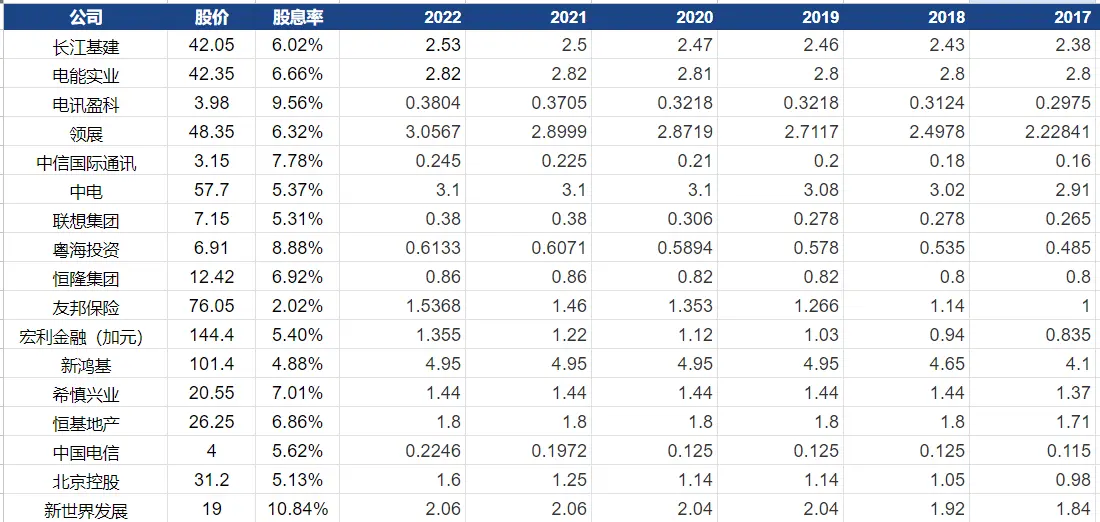 公司 股价 股息率 2022 2021 2020 2019 2018 2017
长江基建 42.05 6.02% 2.53 2.5 2.47 2.46 2.43 2.38
电能实业 42.35 6.66% 2.82 2.82 2.81 2.8 2.8 2.8
电讯盈科 3.98 9.56% 0.3804 0.3705 0.3218 0.3218 0.3124 0.2975
领展 48.35 6.32% 3.0567 2.8999 2.8719 2.7117 2.4978 2.22841
中信国际通讯 3.15 7.78% 0.245 0.225 0.21 0.2 0.18 0.16
中电 57.7 5.37% 3.1 3.1 3.1 3.08 3.02 2.91
联想集团 7.15 5.31% 0.38 0.38 0.306 0.278 0.278 0.265
粤海投资 6.91 8.88% 0.6133 0.6071 0.5894 0.578 0.535 0.485
恒隆集团 12.42 6.92% 0.86 0.86 0.82 0.82 0.8 0.8
友邦保险 76.05 2.02% 1.5368 1.46 1.353 1.266 1.14 1
宏利金融（加元） 144.4 5.40% 1.355 1.22 1.12 1.03 0.94 0.835
新鸿基 101.4 4.88% 4.95 4.95 4.95 4.95 4.65 4.1
希慎兴业 20.55 7.01% 1.44 1.44 1.44 1.44 1.44 1.37
恒基地产 26.25 6.86% 1.8 1.8 1.8 1.8 1.8 1.71
中国电信 4 5.62% 0.2246 0.1972 0.125 0.125 0.125 0.115
北京控股 31.2 5.13% 1.6 1.25 1.14 1.14 1.05 0.98
新世界发展 19 10.84% 2.06 2.06 2.04 2.04 1.92 1.84